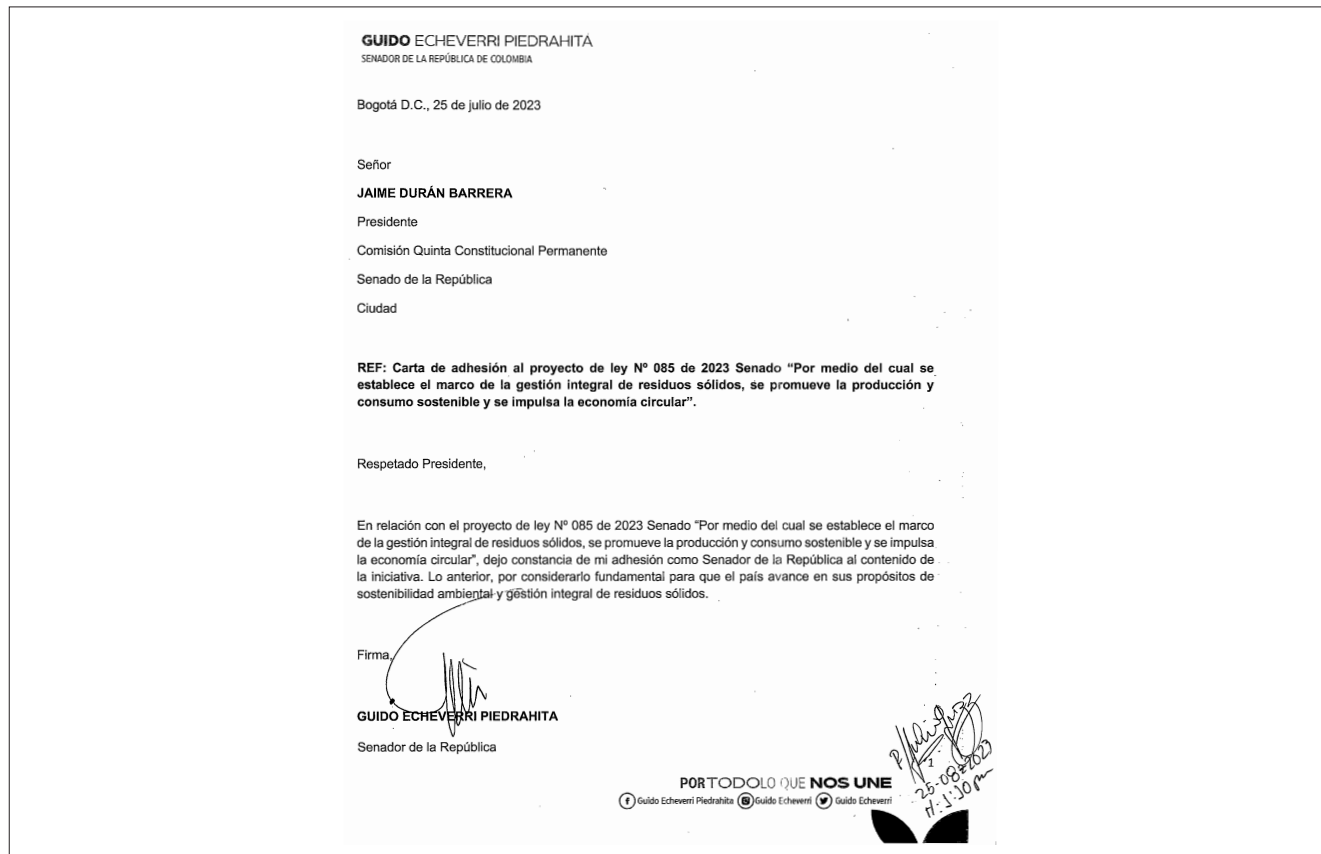 GUIDO ECHEVERRI PIEDRAHITA
SENADOR DE LA REPÚBLICA DE COLOMBIA
Bogotá D.C., 25 de julio de 2023
Señor
JAIME DURÁN BARRERA
Presidente
Comisión Quinta Constitucional Permanente
Senado de la República
Ciudad
REF: Carta de adhesión al proyecto de ley Nº 085 de 2023 Senado “Por medio del cual se
establece el marco de la gestión integral de residuos sólidos, se promueve la producción y
consumo sostenible y se impulsa la economía circular”.
Respetado Presidente,
En relación con el proyecto de ley Nº 085 de 2023 Senado “Por medio del cual se establece el marco
de la gestión integral de residuos sólidos, se promueve la producción y consumo sostenible y se impulsa
la economía circular”, dejo constancia de mi adhesión como Senador de la República al contenido de
la iniciativa. Lo anterior, por considerarlo fundamental para que el país avance en sus propósitos de
sostenibilidad ambiental y gestión integral de residuos sólidos.
Firma,
GUIDO ECHEVERRI PIEDRAHITA
Senador de la República
25-08-2023
POR TODO LO QUE NOS UNE
Guido Echeverri Piedrahita Guido Echeverri Guido Echeverri